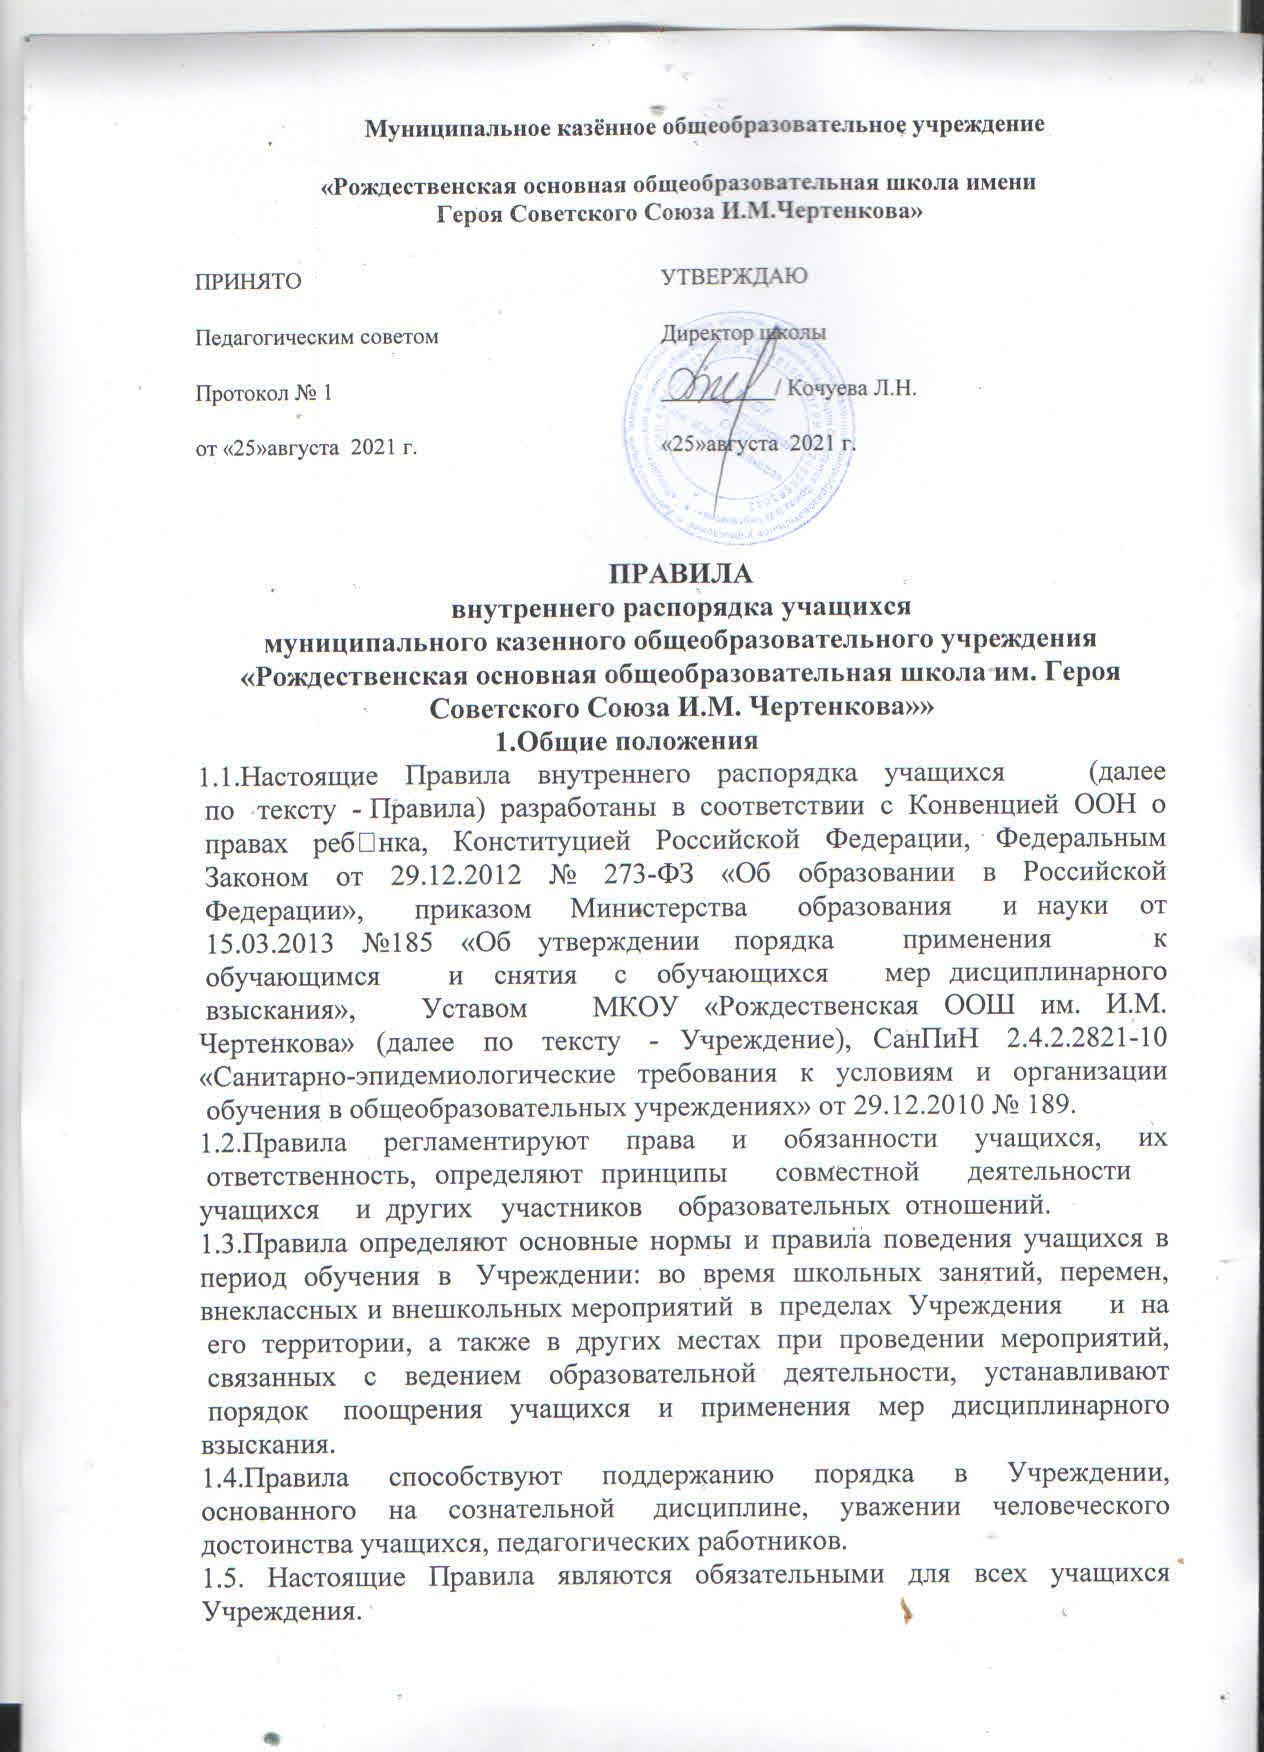 Муниципальное казённое общеобразовательное учреждение
«Рождественская основная общеобразовательная школа имени
Героя Советского Союза И.М.Чертенкова»
ПРИНЯТО УТВЕРЖДАЮ
Педагогическим советом Директор школы
Протокол № 1 _________/ Кочуева Л.Н.
от «25»августа 2021 г. «25»августа 2021 г.
ПРАВИЛА
внутреннего распорядка учащихся
муниципального казенного общеобразовательного учреждения
«Рождественская основная общеобразовательная школа им. Героя
Советского Союза И.М. Чертенкова»»
1.Общие положения
1.1.Настоящие Правила внутреннего распорядка учащихся (далее
по тексту - Правила) разработаны в соответствии с Конвенцией ООН о
правах реб□нка, Конституцией Российской Федерации, Федеральным
Законом от 29.12.2012 № 273-ФЗ «Об образовании в Российской
Федерации», приказом Министерства образования и науки от
15.03.2013 №185 «Об утверждении порядка применения к
обучающимся и снятия с обучающихся мер дисциплинарного
взыскания», Уставом МКОУ «Рождественская ООШ им. И.М.
Чертенкова» (далее по тексту - Учреждение), СанПиН 2.4.2.2821-10
«Санитарно-эпидемиологические требования к условиям и организации
обучения в общеобразовательных учреждениях» от 29.12.2010 № 189.
1.2.Правила регламентируют права и обязанности учащихся, их
ответственность, определяют принципы совместной деятельности
учащихся и других участников образовательных отношений.
1.3.Правила определяют основные нормы и правила поведения учащихся в
период обучения в Учреждении: во время школьных занятий, перемен,
внеклассных и внешкольных мероприятий в пределах Учреждения и на
его территории, а также в других местах при проведении мероприятий,
связанных с ведением образовательной деятельности, устанавливают
порядок поощрения учащихся и применения мер дисциплинарного
взыскания.
1.4.Правила способствуют поддержанию порядка в Учреждении,
основанного на сознательной дисциплине, уважении человеческого
достоинства учащихся, педагогических работников.
1.5. Настоящие Правила являются обязательными для всех учащихся
Учреждения.